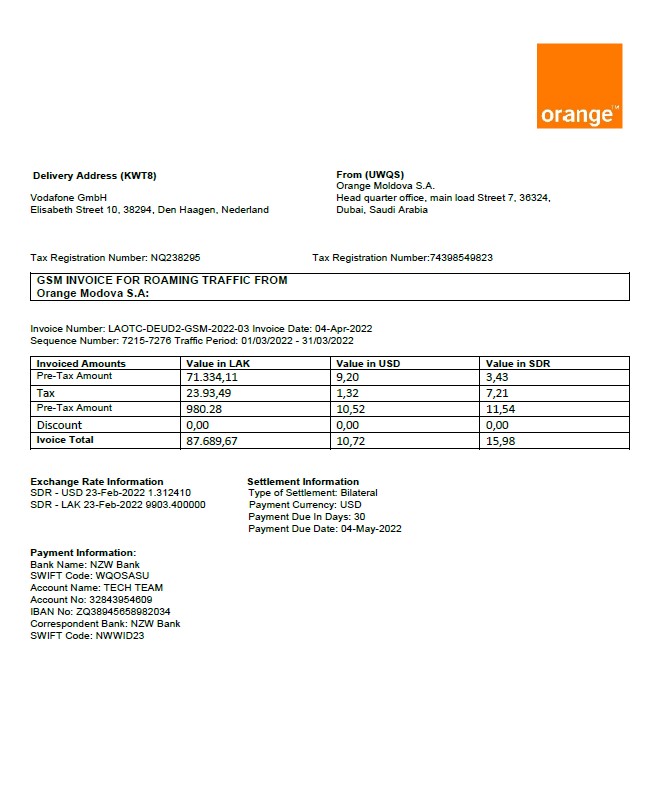 orange™
Delivery Address (KWT8)
Vodafone GmbH
Elisabeth Street 10, 38294, Den Haagen, Nederland
From (UWQS)
Orange Moldova S.A.
Head quarter office, main load Street 7, 36324,
Dubai, Saudi Arabia
Tax Registration Number: NQ238295
Tax Registration Number:74398549823
GSM INVOICE FOR ROAMING TRAFFIC FROM
Orange Modova S.A:
Invoice Number: LAOTC-DEUD2-GSM-2022-03 Invoice Date: 04-Apr-2022
Sequence Number: 7215-7276 Traffic Period: 01/03/2022 - 31/03/2022
Invoiced Amounts Value in LAK Value in USD Value in SDR
Pre-Tax Amount 71.334,11 9,20 3,43
Tax 23.93,49 1,32 7,21
Pre-Tax Amount 980.28 10,52 11,54
Discount 0,00 0,00 0,00
Ivoice Total 87.689,67 10,72 15,98
Exchange Rate Information
SDR - USD 23-Feb-2022 1.312410
SDR - LAK 23-Feb-2022 9903.400000
Settlement Information
Type of Settlement: Bilateral
Payment Currency: USD
Payment Due In Days: 30
Payment Due Date: 04-May-2022
Payment Information:
Bank Name: NZW Bank
SWIFT Code: WQOSASU
Account Name: TECH TEAM
Account No: 32843954609
IBAN No: ZQ38945658982034
Correspondent Bank: NZW Bank
SWIFT Code: NWWID23